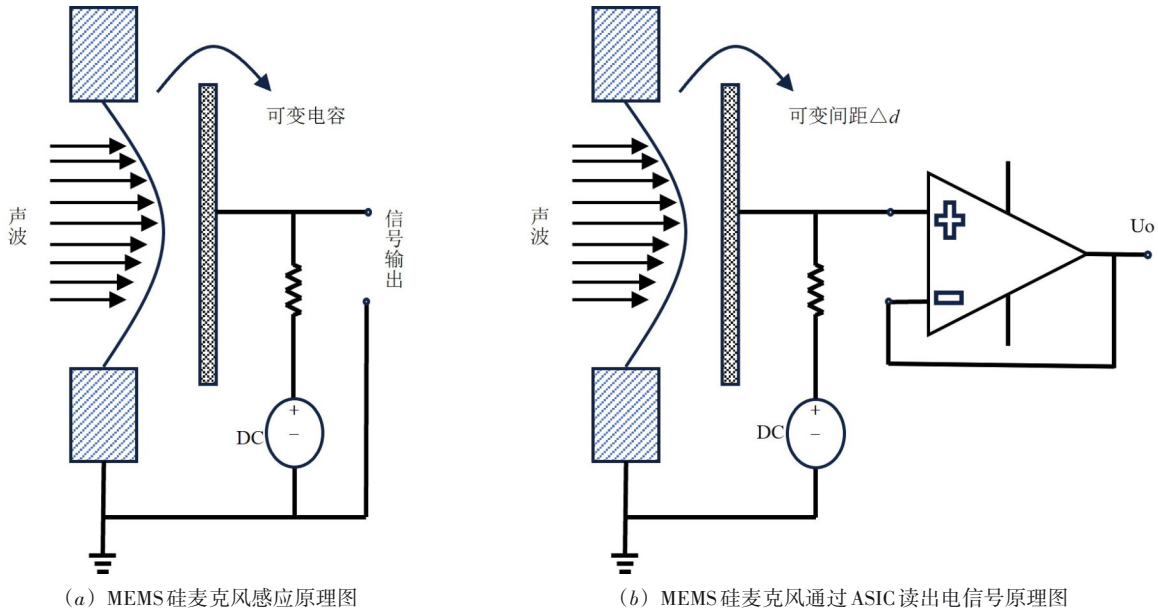 可变电容
声波
信号输出
DC
+
−
(a) MEMS硅麦克风感应原理图
可变间距△d
声波
Uo
DC
+
−
(b) MEMS硅麦克风通过ASIC读出电信号原理图